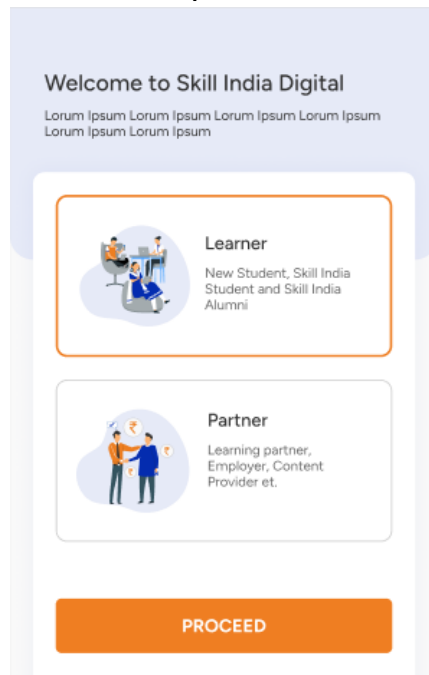 Welcome to Skill India Digital
Lorum Ipsum Lorum Ipsum Lorum Ipsum Lorum Ipsum
Lorum Ipsum Lorum Ipsum
Learner
New Student, Skill India
Student and Skill India
Alumni
Partner
Learning partner,
Employer, Content
Provider et.
PROCEED